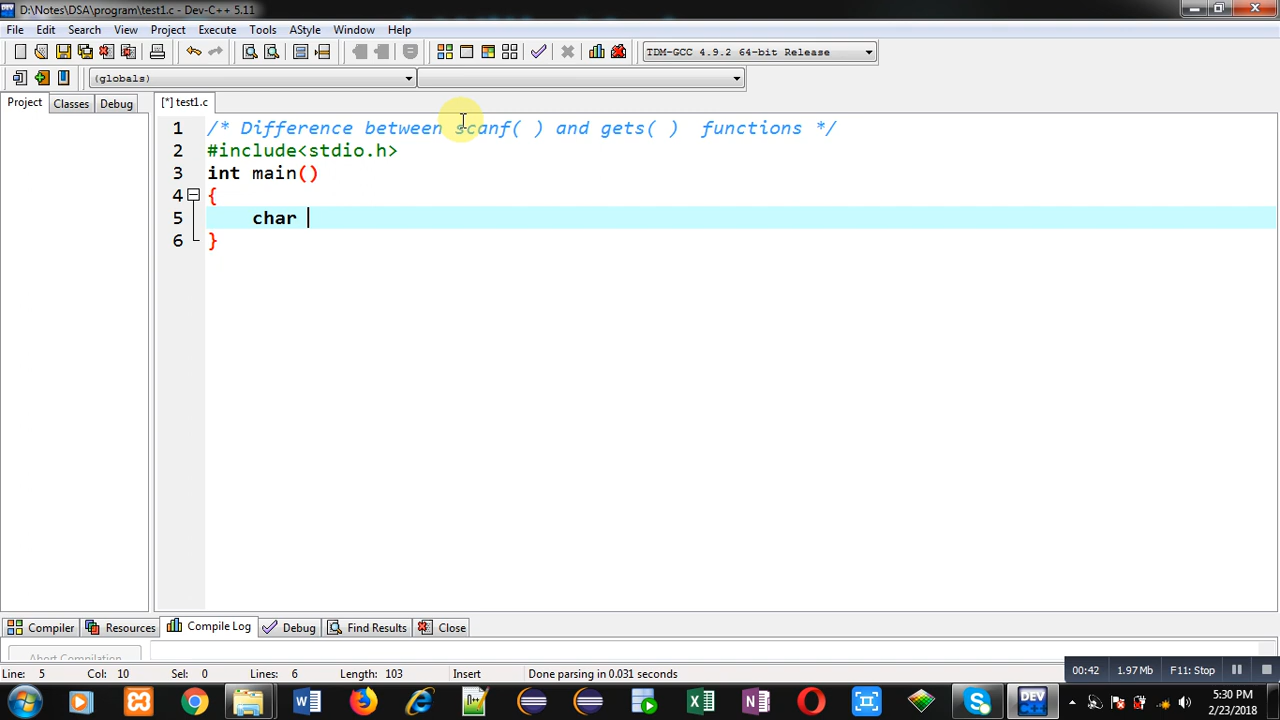 D:\Notes\DSA\program\test1.c - Dev-C++ 5.11
File Edit Search View Project Execute Tools AStyle Window Help
TDM-GCC 4.9.2 64-bit Release
(globals)
Project Classes Debug [*] test1.c
1 /* Difference between scanf( ) and gets( )  functions */
2 #include<stdio.h>
3 int main()
4 {
5     char
6 }
Compiler Resources Compile Log Debug Find Results Close
Abort Compilation
Line: 5 Col: 10 Sel: 0 Lines: 6 Length: 103 Insert Done parsing in 0.031 seconds
00:42 1.97 Mb F11: Stop
5:30 PM
2/23/2018